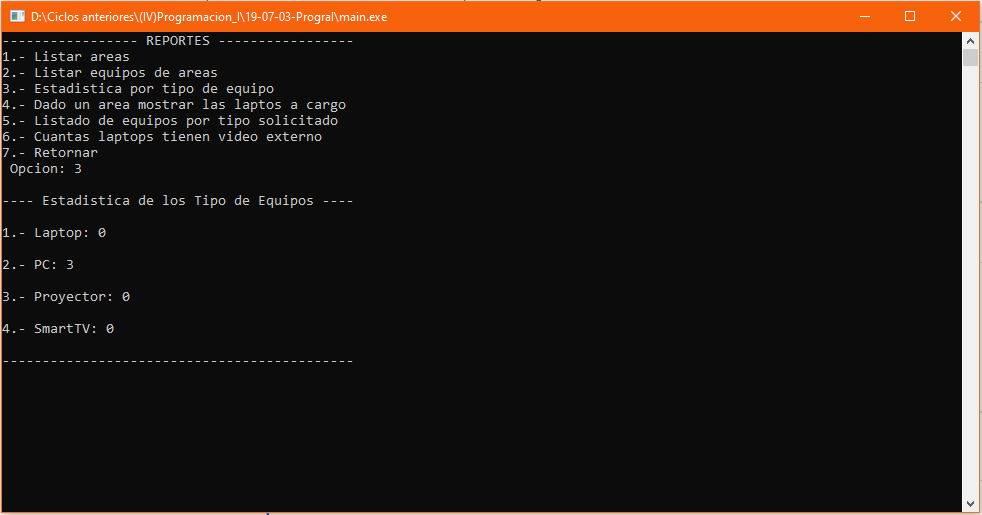 D:\Ciclos anteriores\(IV)Programacion_I\19-07-03-PrograI\main.exe
----------------- REPORTES -----------------
1.- Listar areas
2.- Listar equipos de areas
3.- Estadistica por tipo de equipo
4.- Dado un area mostrar las laptos a cargo
5.- Listado de equipos por tipo solicitado
6.- Cuantas laptops tienen video externo
7.- Retornar
Opcion: 3
---- Estadistica de los Tipo de Equipos ----
1.- Laptop: 0
2.- PC: 3
3.- Proyector: 0
4.- SmartTV: 0
--------------------------------------------